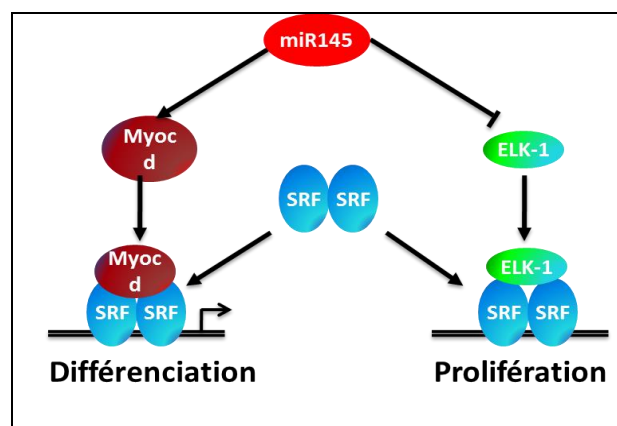 miR145
Myoc
d
ELK-1
SRF SRF
Myoc
d
ELK-1
SRF SRF
SRF SRF
Différenciation
Prolifération